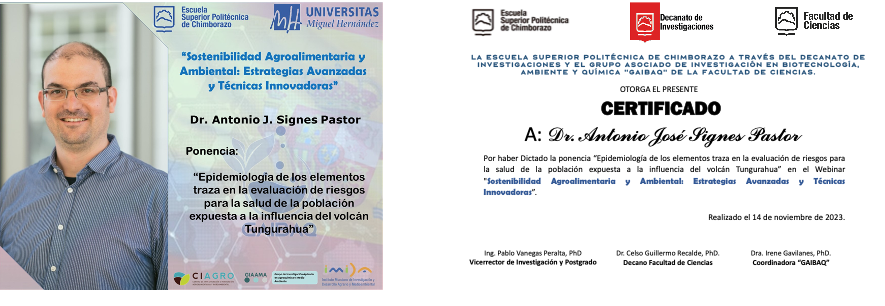 Escuela
Superior Politécnica
de Chimborazo
UNIVERSITAS
Miguel Hernández
“Sostenibilidad Agroalimentaria y
Ambiental: Estrategias Avanzadas
y Técnicas Innovadoras”
Dr. Antonio J. Signes Pastor
Ponencia:
“Epidemiología de los elementos
traza en la evaluación de riesgos
para la salud de la población
expuesta a la influencia del volcán
Tungurahua”
CIAGRO
GIAAMA
Escuela
Superior Politécnica
de Chimborazo
Decanato de
Investigaciones
Facultad de
Ciencias
LA ESCUELA SUPERIOR POLITÉCNICA DE CHIMBORAZO A TRAVÉS DEL DECANATO DE
INVESTIGACIONES Y EL GRUPO ASOCIADO DE INVESTIGACIÓN EN BIOTECNOLOGÍA,
AMBIENTE Y QUÍMICA "GAIBAQ" DE LA FACULTAD DE CIENCIAS.
OTORGA EL PRESENTE
CERTIFICADO
A: Dr. Antonio José Signes Pastor
Por haber Dictado la ponencia “Epidemiología de los elementos traza en la evaluación de riesgos para
la salud de la población expuesta a la influencia del volcán Tungurahua” en el Webinar
“Sostenibilidad Agroalimentaria y Ambiental: Estrategias Avanzadas y Técnicas
Innovadoras”.
Realizado el 14 de noviembre de 2023.
Ing. Pablo Vanegas Peralta, PhD
Vicerrector de Investigación y Postgrado
Dr. Celso Guillermo Recalde, PhD.
Decano Facultad de Ciencias
Dra. Irene Gavilanes, PhD.
Coordinadora “GAIBAQ”